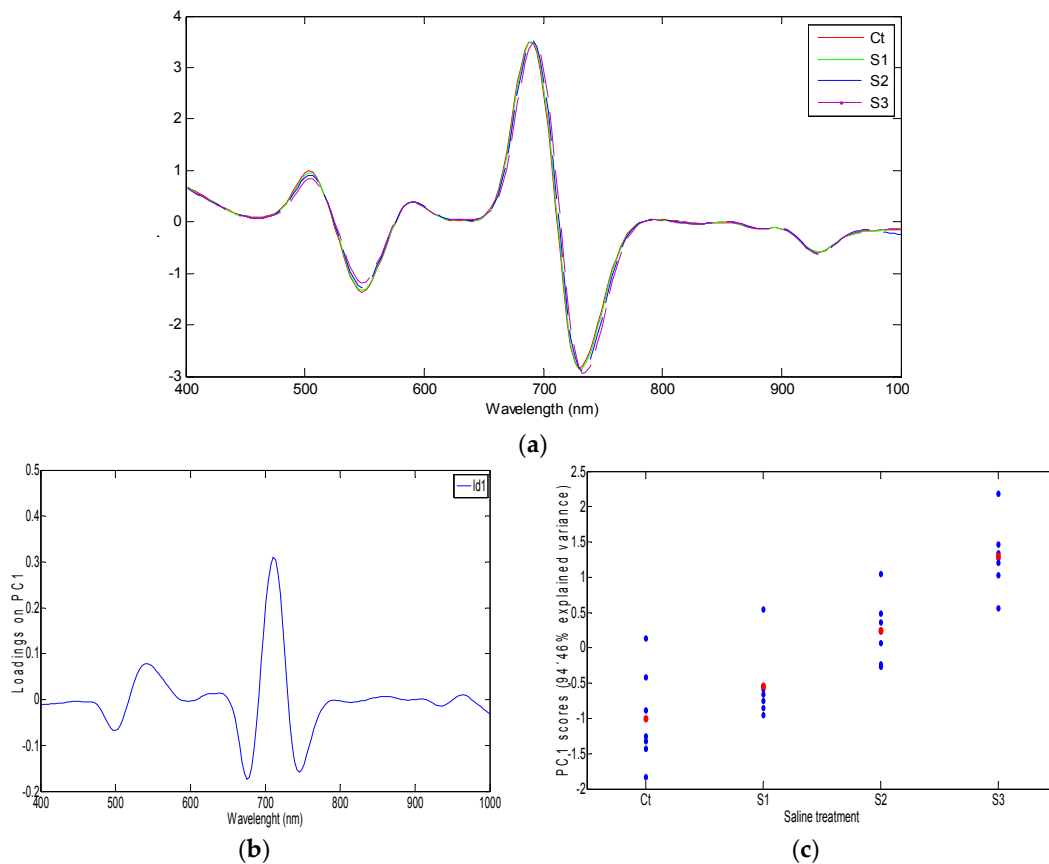 4
3
2
1
0
-1
-2
-3
Ct
S1
S2
S3
400 500 600 700 800 900 100
Wavelength (nm)
(a)
0.5
0.4
0.3
0.2
0.1
0
-0.1
-0.2
Loadings on PC1
ld1
400 500 600 700 800 900 1000
Wavelenght (nm)
(b)
2.5
2
1.5
1
0.5
0
-0.5
-1
-1.5
-2
PC1 scores (94´46% explained variance)
Ct S1 S2 S3
Saline treatment
(c)